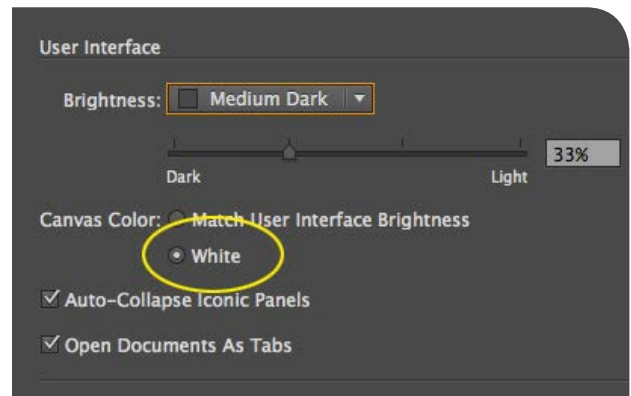 User Interface
Brightness: Medium Dark
33%
Dark Light
Canvas Color: Match User Interface Brightness
White
Auto-Collapse Iconic Panels
Open Documents As Tabs